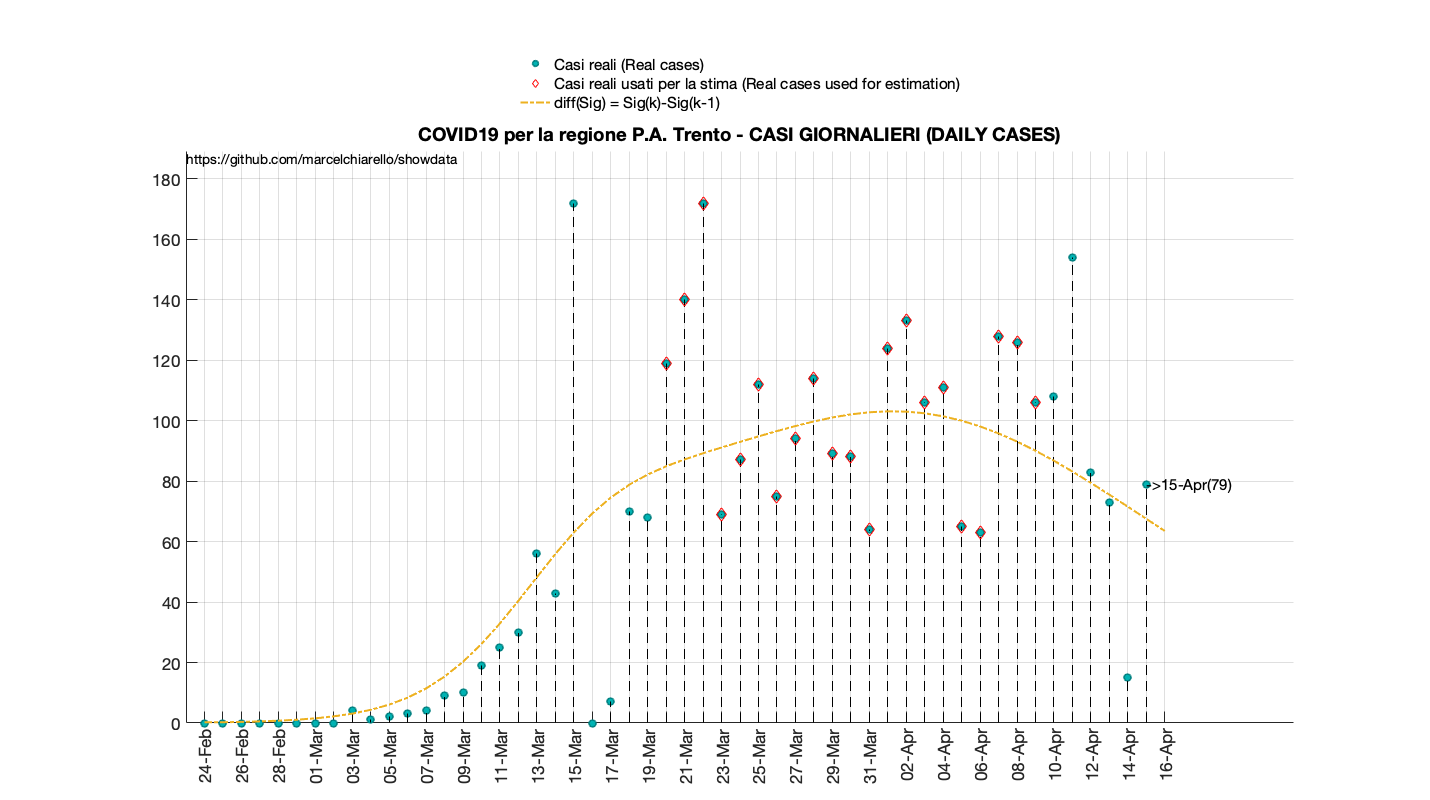 Casi reali (Real cases)
Casi reali usati per la stima (Real cases used for estimation)
diff(Sig) = Sig(k)-Sig(k-1)
COVID19 per la regione P.A. Trento - CASI GIORNALIERI (DAILY CASES)
https://github.com/marcelchiarello/showdata
180
160
140
120
100
80
60
40
20
0
->15-Apr(79)
24-Feb
26-Feb
28-Feb
01-Mar
03-Mar
05-Mar
07-Mar
09-Mar
11-Mar
13-Mar
15-Mar
17-Mar
19-Mar
21-Mar
23-Mar
25-Mar
27-Mar
29-Mar
31-Mar
02-Apr
04-Apr
06-Apr
08-Apr
10-Apr
12-Apr
14-Apr
16-Apr